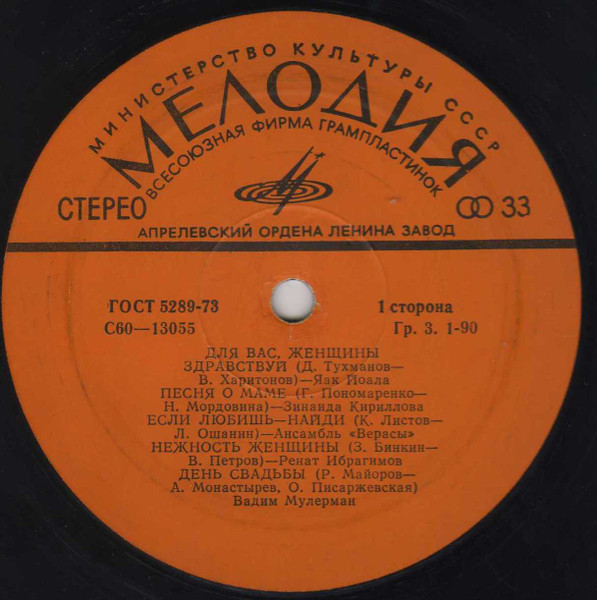 МИНИСТЕРСТВО КУЛЬТУРЫ СССР
МЕЛОДИЯ
ВСЕСОЮЗНАЯ ФИРМА ГРАМПЛАСТИНОК
СТЕРЕО
33
АПРЕЛЕВСКИЙ ОРДЕНА ЛЕНИНА ЗАВОД
ГОСТ 5289-73
1 сторона
С60—13055
Гр. 3. 1-90
ДЛЯ ВАС, ЖЕНЩИНЫ
ЗДРАВСТВУЙ (Д. Тухманов—
В. Харитонов)—Яак Йоала
ПЕСНЯ О МАМЕ (Г. Пономаренко—
Н. Мордовина)—Зинаида Кириллова
ЕСЛИ ЛЮБИШЬ—НАЙДИ (К. Листов—
Л. Ошанин)—Ансамбль «Верасы»
НЕЖНОСТЬ ЖЕНЩИНЫ (З. Бинкин—
В. Петров)—Ренат Ибрагимов
ДЕНЬ СВАДЬБЫ (Р. Майоров—
А. Монастырев, О. Писаржевская)
Вадим Мулерман